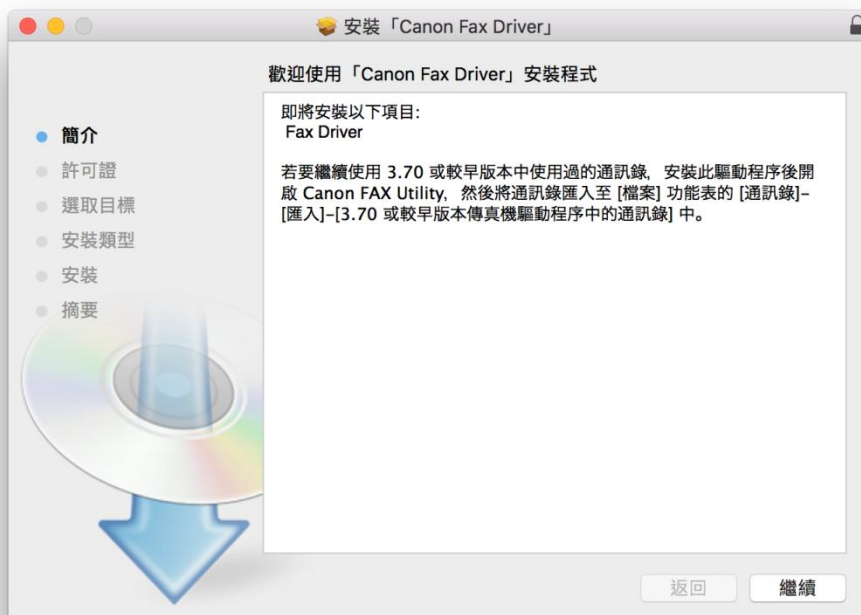 安裝「Canon Fax Driver」
歡迎使用「Canon Fax Driver」安裝程式
簡介
許可證
選取目標
安裝類型
安裝
摘要
即將安裝以下項目:
Fax Driver
若要繼續使用 3.70 或較早版本中使用過的通訊錄，安裝此驅動程序後開
啟 Canon FAX Utility，然後將通訊錄匯入至 [檔案] 功能表的 [通訊錄]-
[匯入]-[3.70 或較早版本傳真機驅動程序中的通訊錄] 中。
返回
繼續